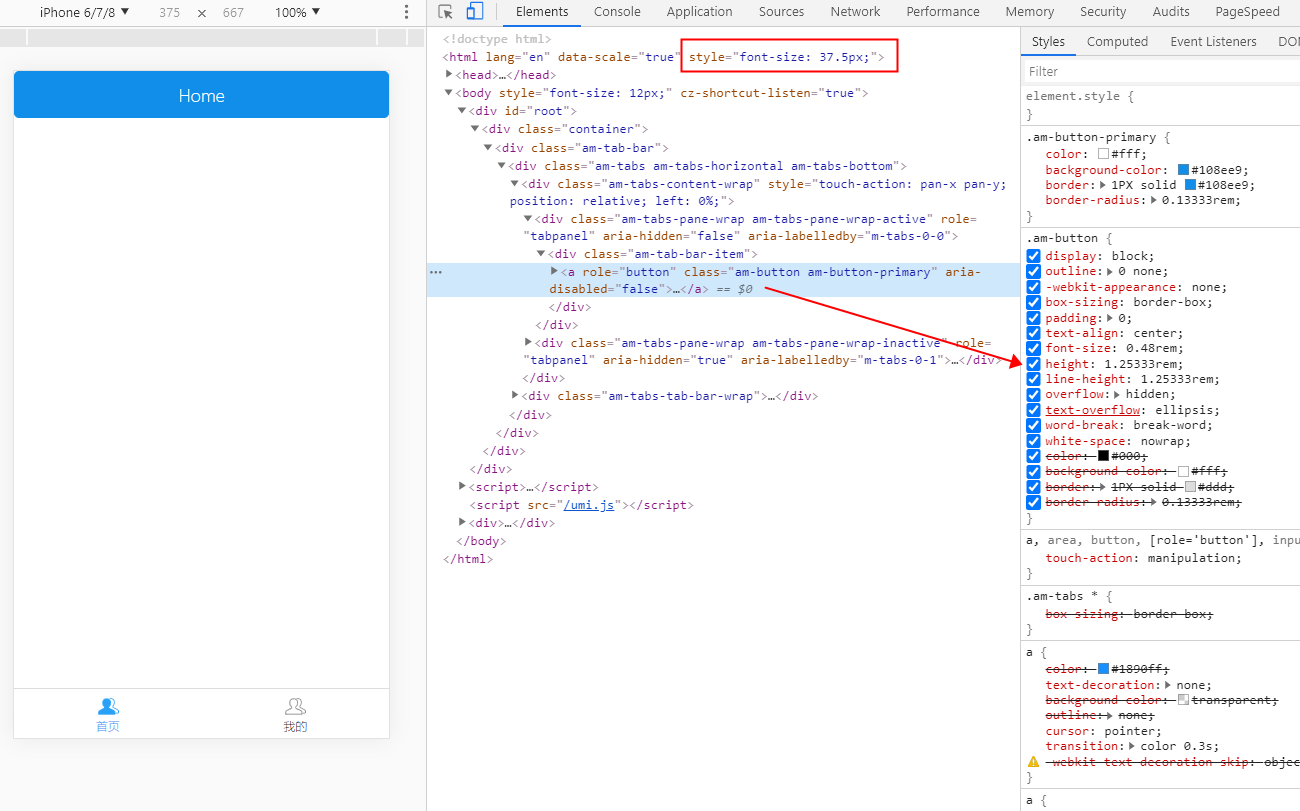 iPhone 6/7/8 ▼ 375 × 667 100% ▼
Elements Console Application Sources Network Performance Memory Security Audits PageSpeed
Home
首页 我的
<!doctype html>
<html lang="en" data-scale="true" style="font-size: 37.5px;">
▶<head>…</head>
▼<body style="font-size: 12px;" cz-shortcut-listen="true">
▼<div id="root">
▼<div class="container">
▼<div class="am-tab-bar">
▼<div class="am-tabs am-tabs-horizontal am-tabs-bottom">
▼<div class="am-tabs-content-wrap" style="touch-action: pan-x pan-y;
position: relative; left: 0%;">
▼<div class="am-tabs-pane-wrap am-tabs-pane-wrap-active" role=
"tabpanel" aria-hidden="false" aria-labelledby="m-tabs-0-0">
▼<div class="am-tab-bar-item">
… ▶<a role="button" class="am-button am-button-primary" aria-
disabled="false">…</a> == $0
</div>
</div>
▶<div class="am-tabs-pane-wrap am-tabs-pane-wrap-inactive" role=
"tabpanel" aria-hidden="true" aria-labelledby="m-tabs-0-1">…</div>
</div>
▶<div class="am-tabs-tab-bar-wrap">…</div>
</div>
</div>
</div>
</div>
▶<script>…</script>
<script src="/umi.js"></script>
▶<div>…</div>
</body>
</html>
Styles Computed Event Listeners DOM
Filter
element.style {
}
.am-button-primary {
color: #fff;
background-color: #108ee9;
border:▶1PX solid #108ee9;
border-radius:▶0.13333rem;
}
.am-button {
display: block;
outline:▶0 none;
-webkit-appearance: none;
box-sizing: border-box;
padding:▶0;
text-align: center;
font-size: 0.48rem;
height: 1.25333rem;
line-height: 1.25333rem;
overflow:▶hidden;
text-overflow: ellipsis;
word-break: break-word;
white-space: nowrap;
color: #000;
background-color: #fff;
border:▶1PX solid #ddd;
border-radius:▶0.13333rem;
}
a, area, button, [role='button'], inpu
touch-action: manipulation;
}
.am-tabs * {
box-sizing: border-box;
}
a {
color: #1890ff;
text-decoration:▶none;
background-color: transparent;
outline:▶none;
cursor: pointer;
transition:▶color 0.3s;
-webkit-text-decoration-skip: objec
}
a {